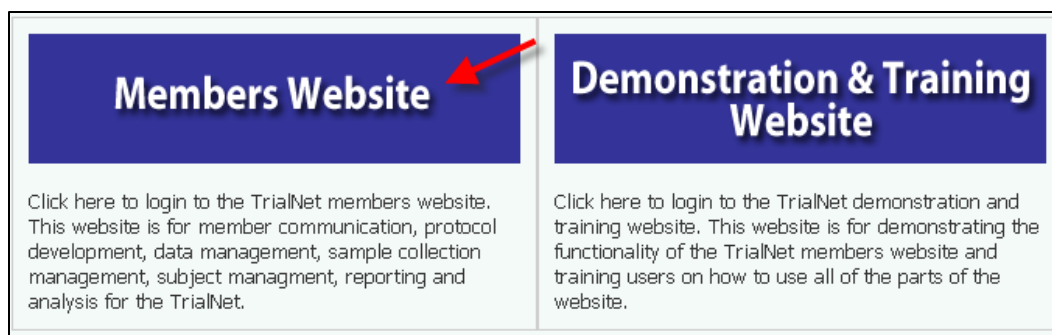 Members Website
Click here to login to the TrialNet members website.
This website is for member communication, protocol
development, data management, sample collection
management, subject managment, reporting and
analysis for the TrialNet.
Demonstration & Training
Website
Click here to login to the TrialNet demonstration and
training website. This website is for demonstrating the
functionality of the TrialNet members website and
training users on how to use all of the parts of the
website.